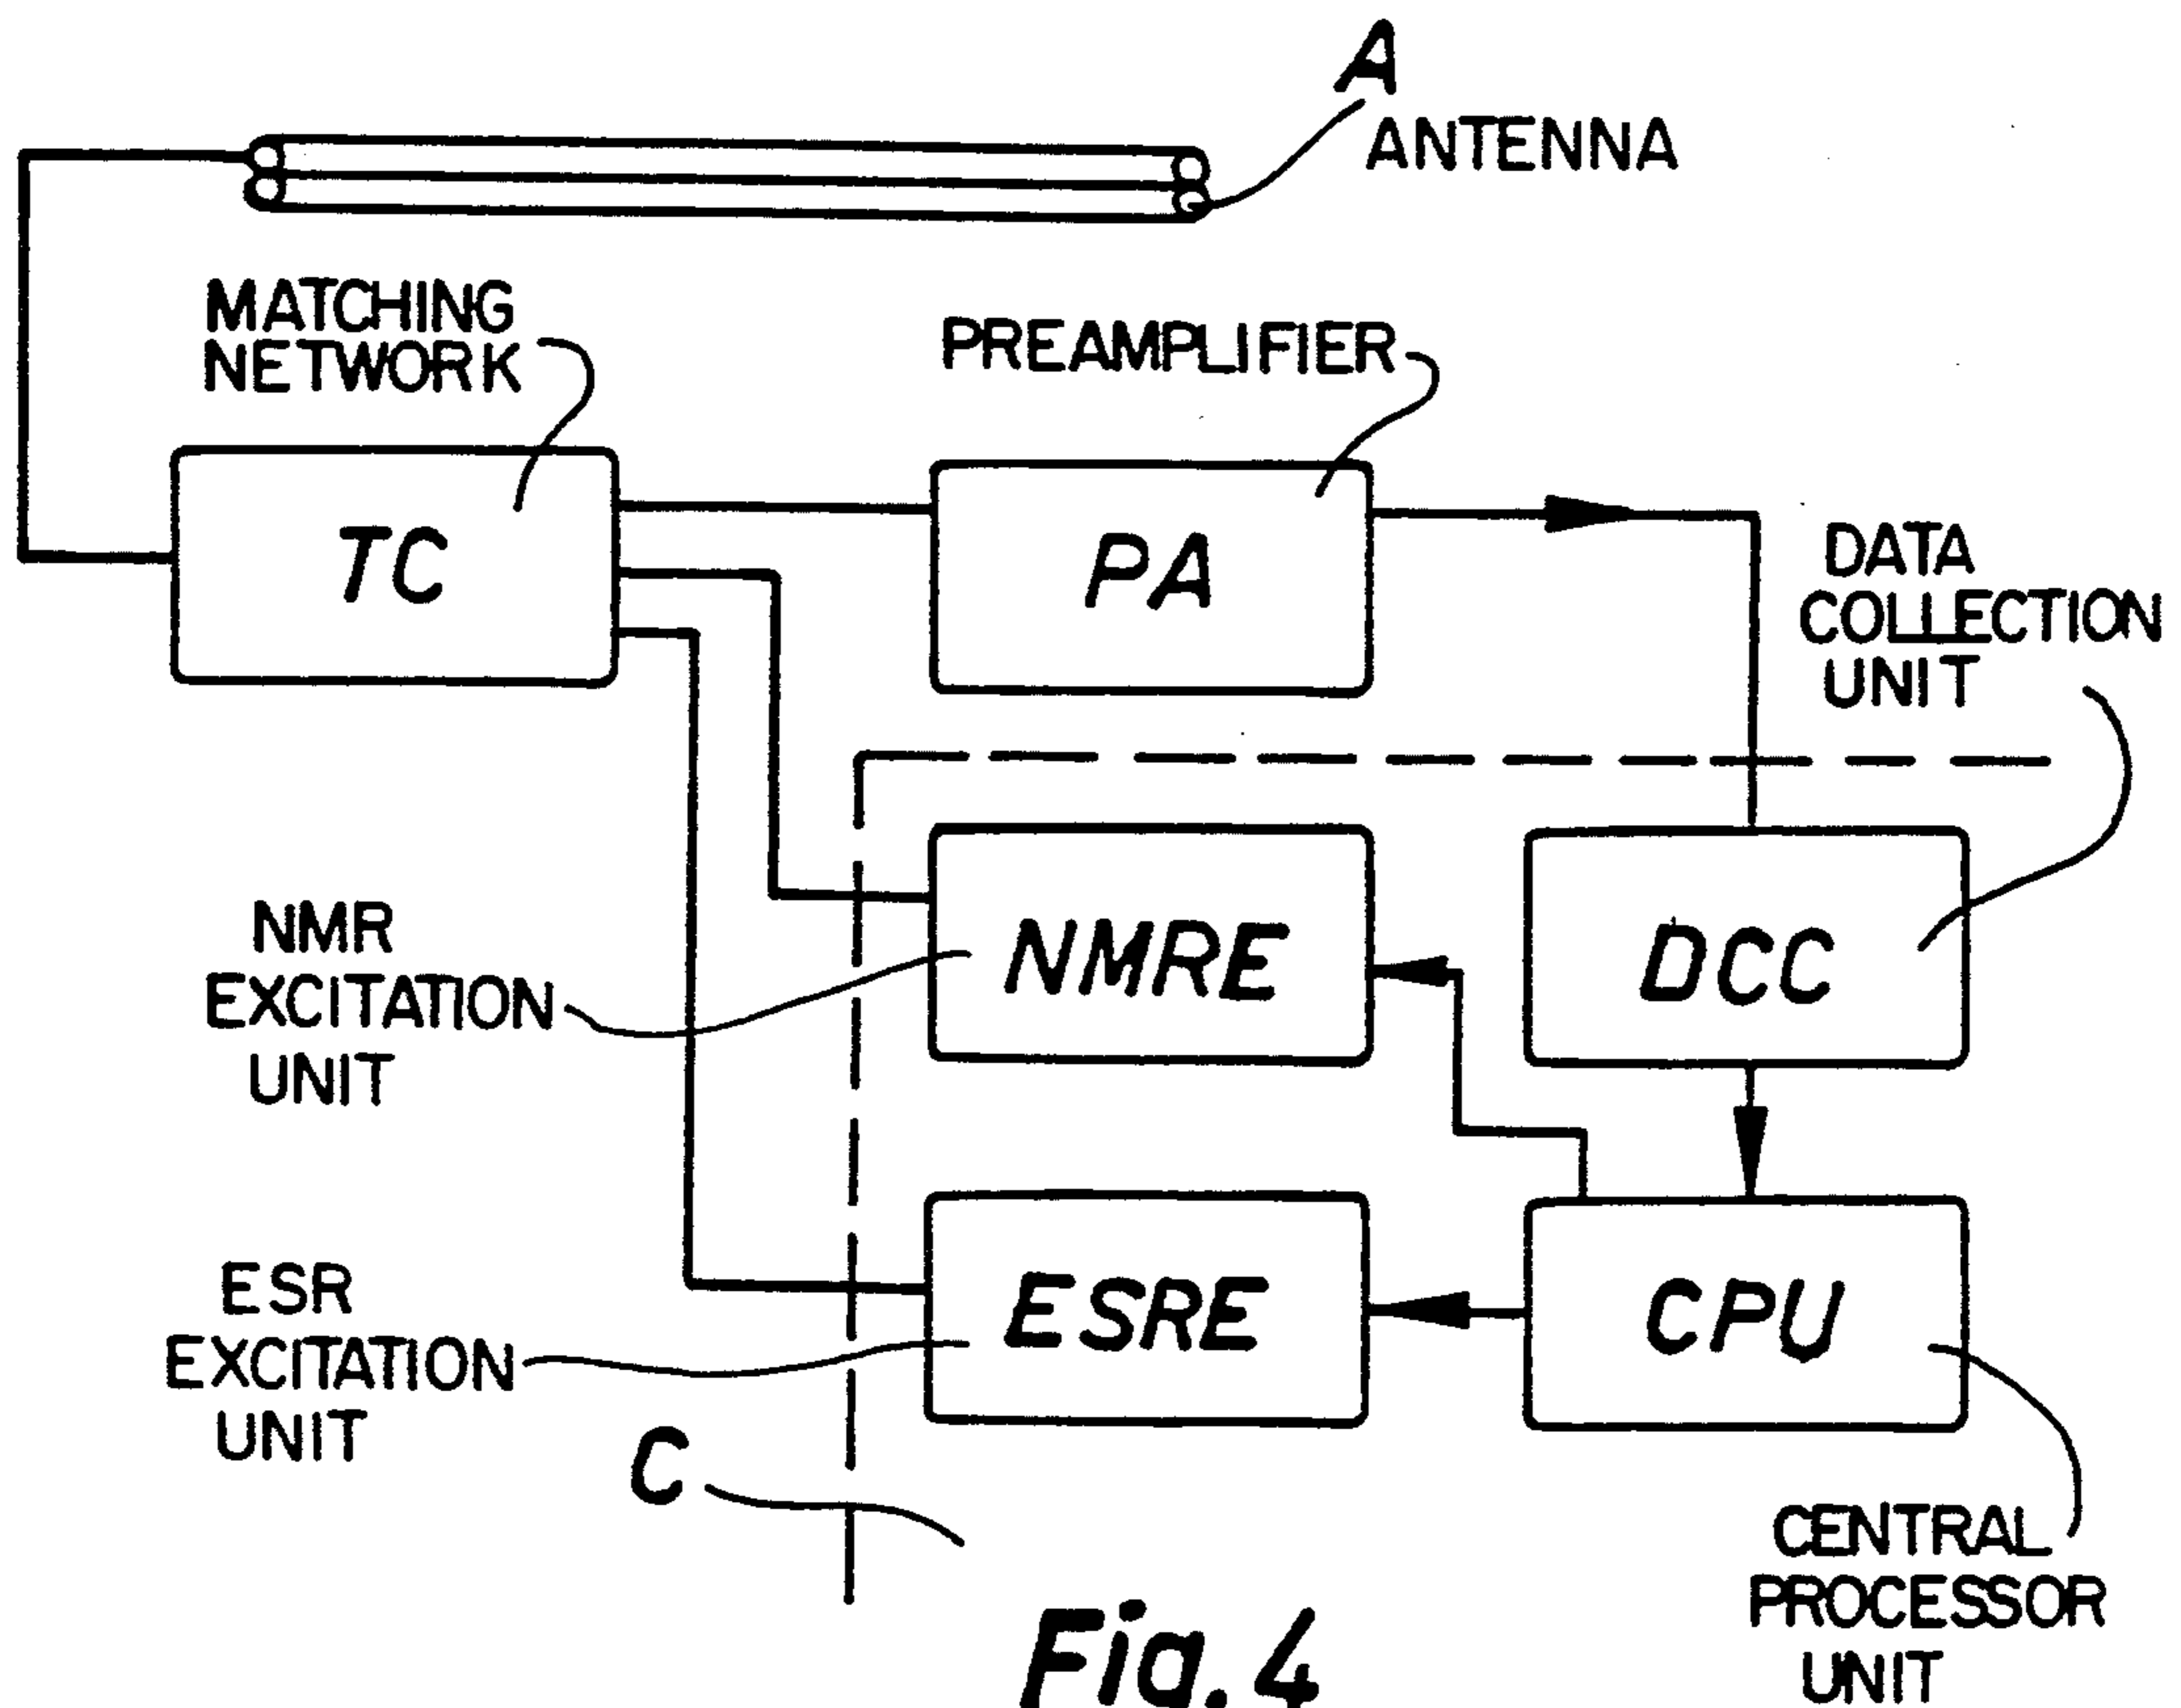 A
ANTENNA
MATCHING
NETWORK
PREAMPLIFIER
TC
PA
DATA
COLLECTION
UNIT
NMR
EXCITATION
UNIT
NMRE
DCC
ESR
EXCITATION
UNIT
ESRE
CPU
C
CENTRAL
PROCESSOR
UNIT
Fig. 4